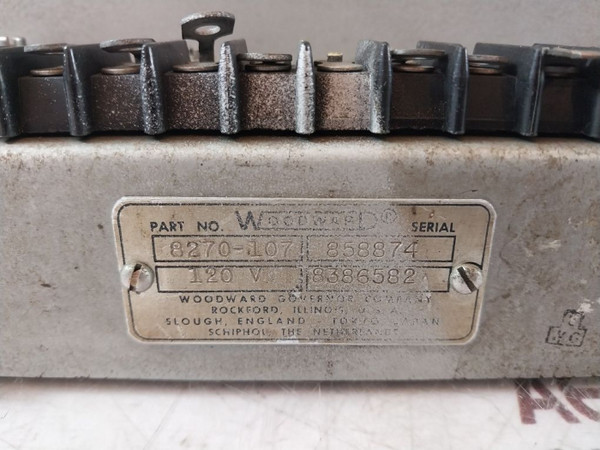 PART NO. WOODWARD® SERIAL
8270-107 858874
120 V 8386582
WOODWARD GOVERNOR COMPANY
ROCKFORD, ILLINOIS, U.S.A.
SLOUGH, ENGLAND - TOKYO, JAPAN
SCHIPHOL, THE NETHERLANDS